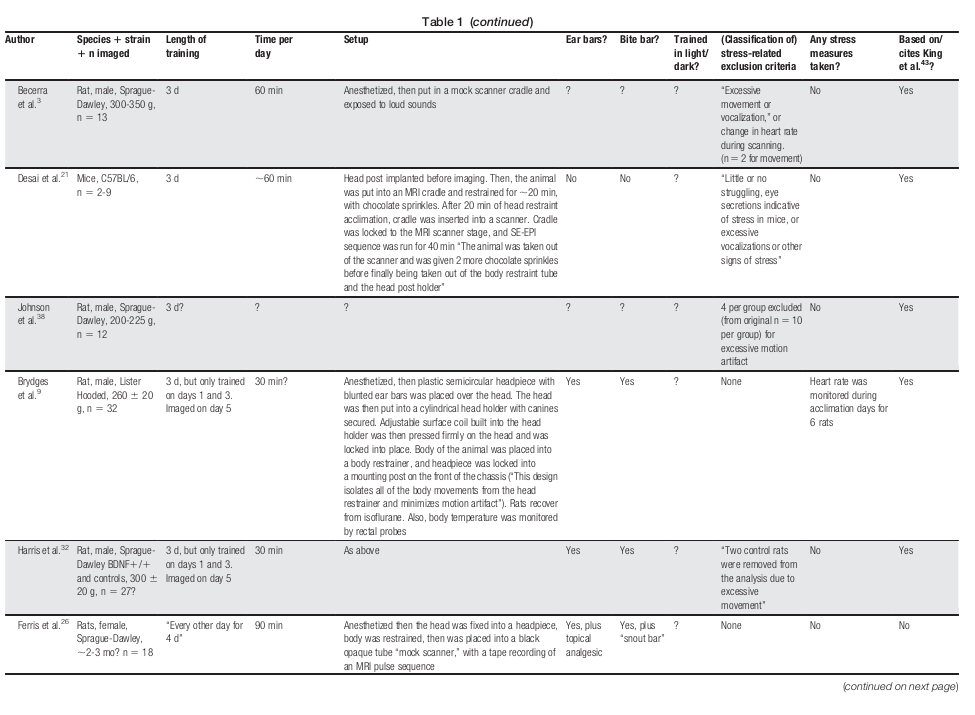 Table 1 (continued)
Author
Species + strain + n imaged
Length of training
Time per day
Setup
Ear bars?
Bite bar?
Trained in light/ dark?
(Classification of) stress-related exclusion criteria
Any stress measures taken?
Based on/ cites King et al.43?
Becerra et al.3
Rat, male, Sprague-
Dawley, 300-350 g,
n = 13
3 d
60 min
Anesthetized, then put in a mock scanner cradle and
exposed to loud sounds
?
?
?
“Excessive
movement or
vocalization,” or
change in heart rate
during scanning.
(n = 2 for movement)
No
Yes
Desai et al.21
Mice, C57BL/6,
n = 2-9
3 d
~60 min
Head post implanted before imaging. Then, the animal
was put into an MRI cradle and restrained for ~20 min,
with chocolate sprinkles. After 20 min of head restraint
acclimation, cradle was inserted into a scanner. Cradle
was locked to the MRI scanner stage, and SE-EPI
sequence was run for 40 min “The animal was taken out
of the scanner and was given 2 more chocolate sprinkles
before finally being taken out of the body restraint tube
and the head post holder”
No
No
?
“Little or no
struggling, eye
secretions indicative
of stress in mice, or
excessive
vocalizations or other
signs of stress”
No
Yes
Johnson
et al.38
Rat, male, Sprague-
Dawley, 200-225 g,
n = 12
3 d?
?
?
?
?
?
4 per group excluded
(from original n = 10
per group) for
excessive motion
artifact
No
Yes
Brydges
et al.9
Rat, male, Lister
Hooded, 260 ± 20
g, n = 32
3 d, but only trained
on days 1 and 3.
Imaged on day 5
30 min?
Anesthetized, then plastic semicircular headpiece with
blunted ear bars was placed over the head. The head
was then put into a cylindrical head holder with canines
secured. Adjustable surface coil built into the head
holder was then pressed firmly on the head and was
locked into place. Body of the animal was placed into
a body restrainer, and headpiece was locked into
a mounting post on the front of the chassis (“This design
isolates all of the body movements from the head
restrainer and minimizes motion artifact”). Rats recover
from isoflurane. Also, body temperature was monitored
by rectal probes
Yes
Yes
?
None
Heart rate was
monitored during
acclimation days for
6 rats
Yes
Harris et al.32
Rat, male, Sprague-
Dawley BDNF+/+
and controls, 300 ±
20 g, n = 27?
3 d, but only trained
on days 1 and 3.
Imaged on day 5
30 min
As above
Yes
Yes
?
“Two control rats
were removed from
the analysis due to
excessive
movement”
No
Yes
Ferris et al.26
Rats, female,
Sprague-Dawley,
~2-3 mo? n = 18
“Every other day for
4 d”
90 min
Anesthetized then the head was fixed into a headpiece,
body was restrained, then was placed into a black
opaque tube “mock scanner,” with a tape recording of
an MRI pulse sequence
Yes, plus
topical
analgesic
Yes, plus
“snout bar”
?
None
No
No
(continued on next page)